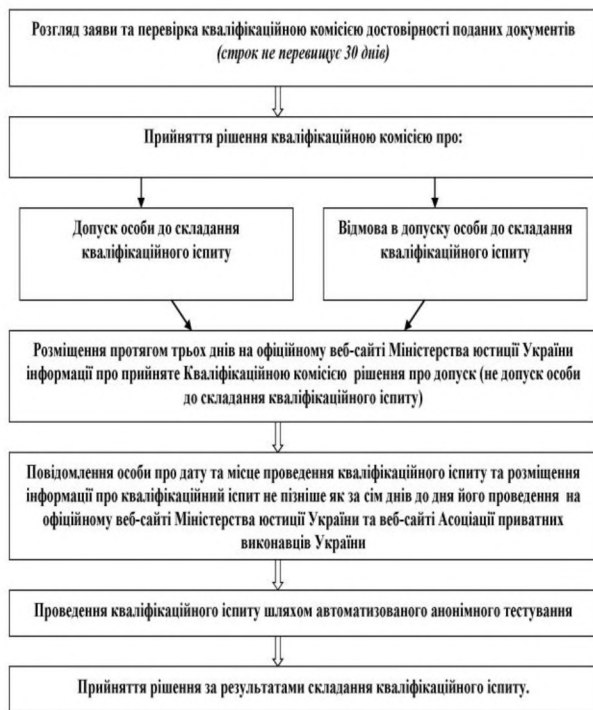 Розгляд заяви та перевірка кваліфікаційною комісією достовірності поданих документів
(строк не перевищує 30 днів)
Прийняття рішення кваліфікаційною комісією про:
Допуск особи до складання
кваліфікаційного іспиту
Відмова в допуску особи до складання
кваліфікаційного іспиту
Розміщення протягом трьох днів на офіційному веб-сайті Міністерства юстиції України
інформації про прийняте Кваліфікаційною комісією рішення про допуск (не допуск особи
до складання кваліфікаційного іспиту)
Повідомлення особи про дату та місце проведення кваліфікаційного іспиту та розміщення
інформації про кваліфікаційний іспит не пізніше як за сім днів до дня його проведення на
офіційному веб-сайті Міністерства юстиції України та веб-сайті Асоціації приватних
виконавців України
Проведення кваліфікаційного іспиту шляхом автоматизованого анонімного тестування
Прийняття рішення за результатами складання кваліфікаційного іспиту.